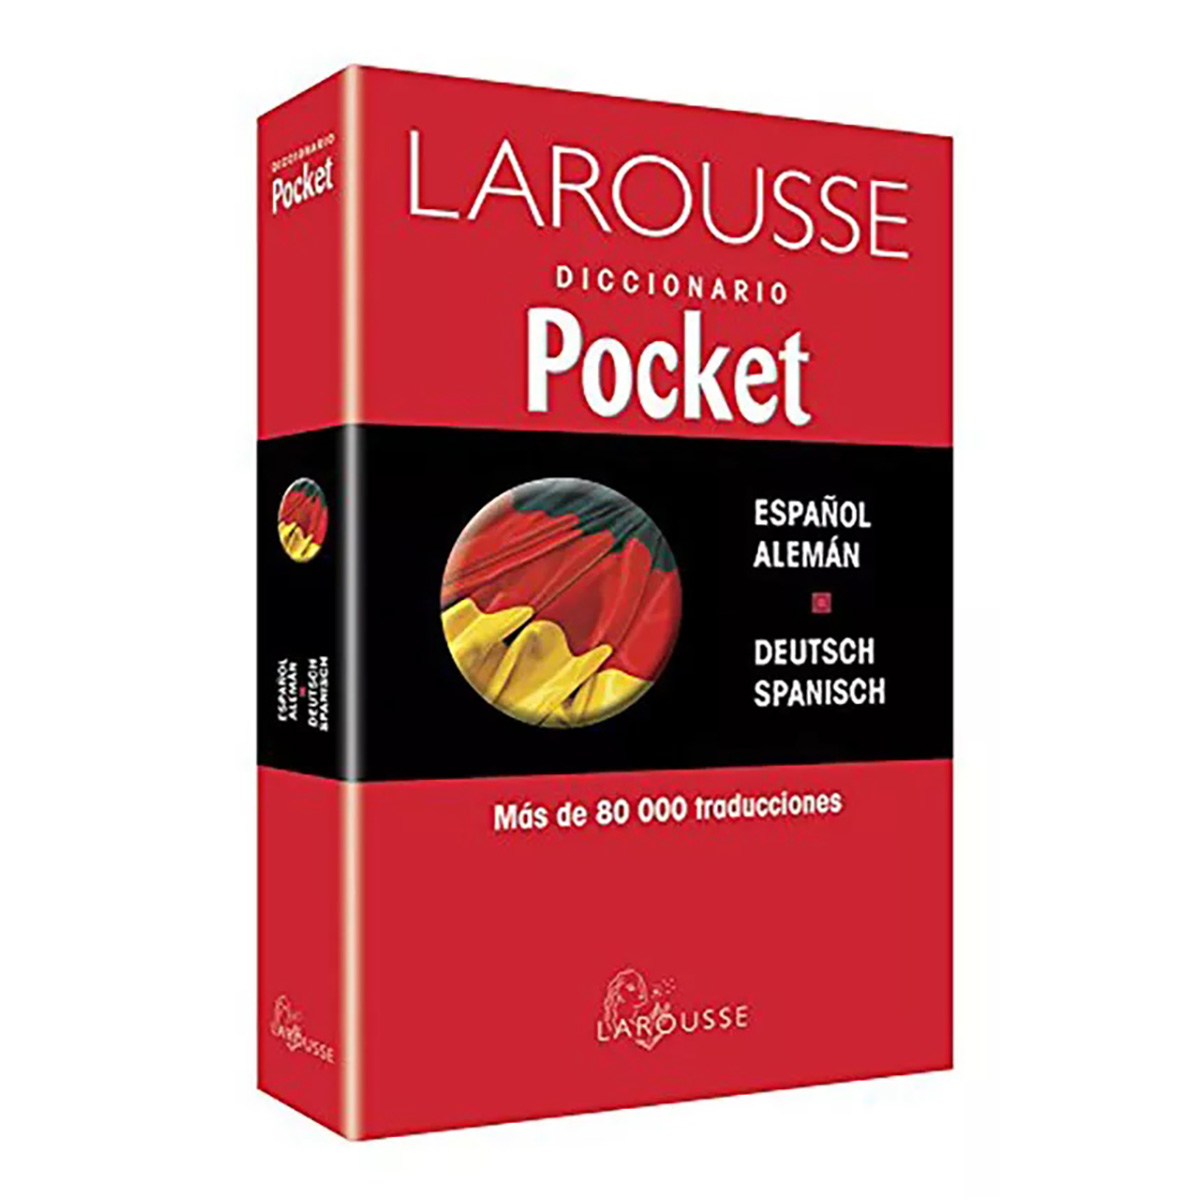 DICCIONARIO
Pocket
ESPAÑOL
ALEMÁN
DEUTSCH
SPANISCH
LAROUSSE
LAROUSSE
DICCIONARIO
Pocket
ESPAÑOL
ALEMÁN
DEUTSCH
SPANISCH
Más de 80 000 traducciones
LAROUSSE